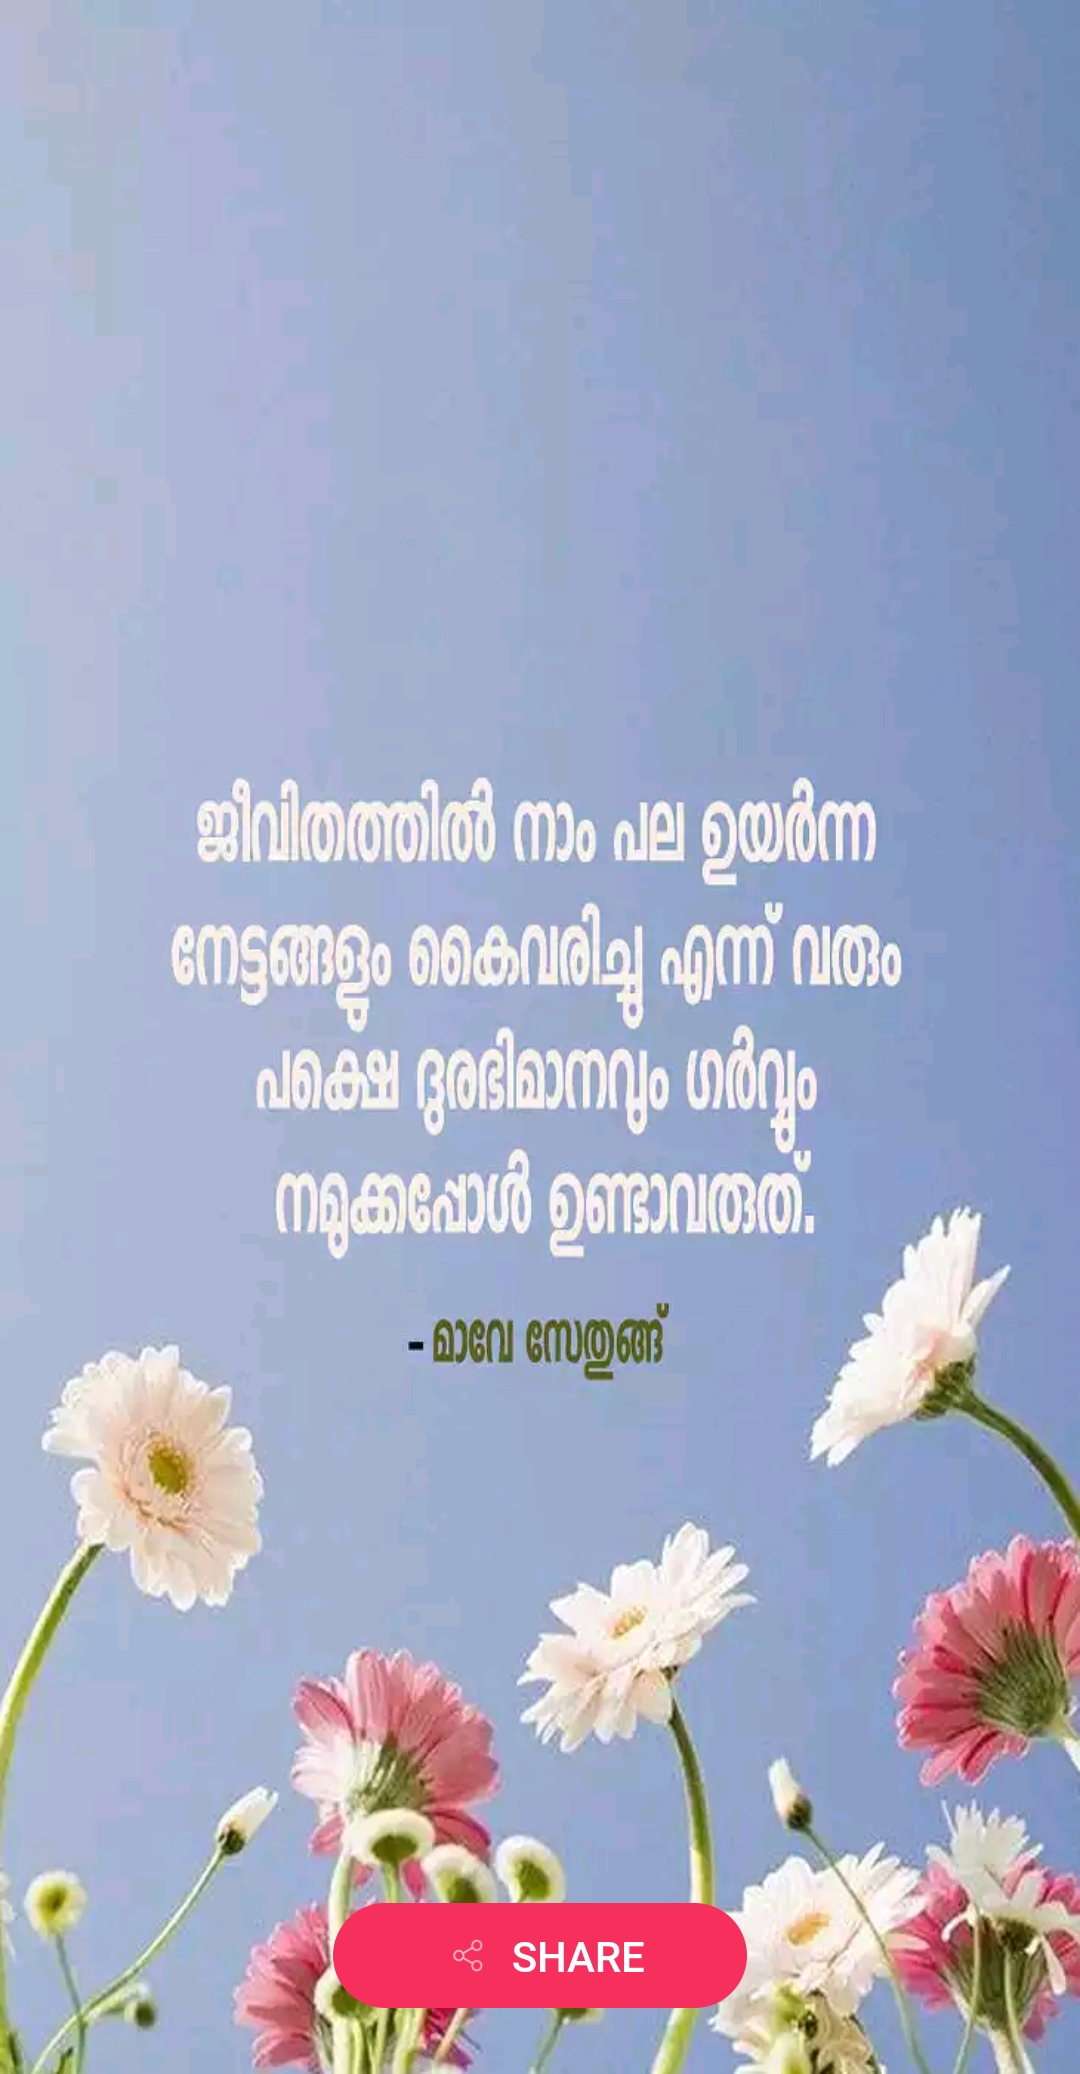 ജീവിതത്തിൽ നാം പല ഉയർന്ന
നേട്ടങ്ങളും കൈവരിച്ചു എന്ന് വരും
പക്ഷെ ദുരഭിമാനവും ഗർവ്വും
നമുക്കപ്പോൾ ഉണ്ടാവരുത്.
- മാവേ സേതുങ്ങ്
SHARE